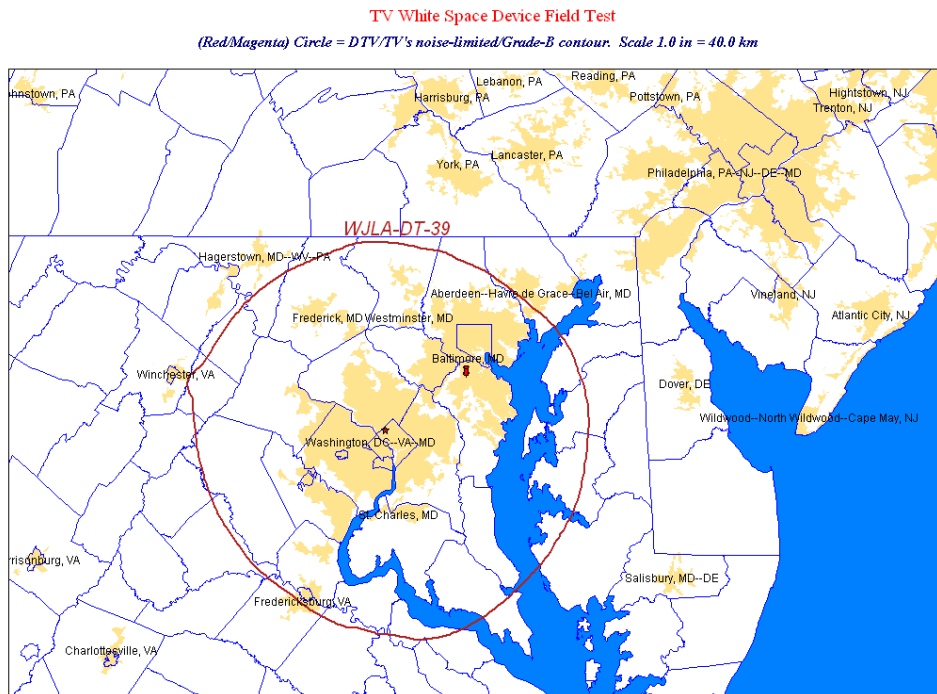 TV White Space Device Field Test
(Red/Magenta) Circle = DTV/TV's noise-limited/Grade-B contour. Scale 1.0 in = 40.0 km
hnstown, PA
Lebanon, PA
Reading, PA
Harrisburg, PA
Pottstown, PA
Hightstown, NJ
Trenton, NJ
York, PA
Lancaster, PA
Philadelphia, PA--NJ--DE--MD
WJLA-DT-39
Hagerstown, MD--WV--PA
Aberdeen--Havre de Grace--Bel Air, MD
Vineland, NJ
Frederick, MD
Westminster, MD
Atlantic City, NJ
Baltimore, MD
Winchester, VA
Dover, DE
Wildwood--North Wildwood--Cape May, NJ
Washington, DC--VA--MD
St. Charles, MD
rrisonburg, VA
Salisbury, MD--DE
Fredericksburg, VA
Charlottesville, VA